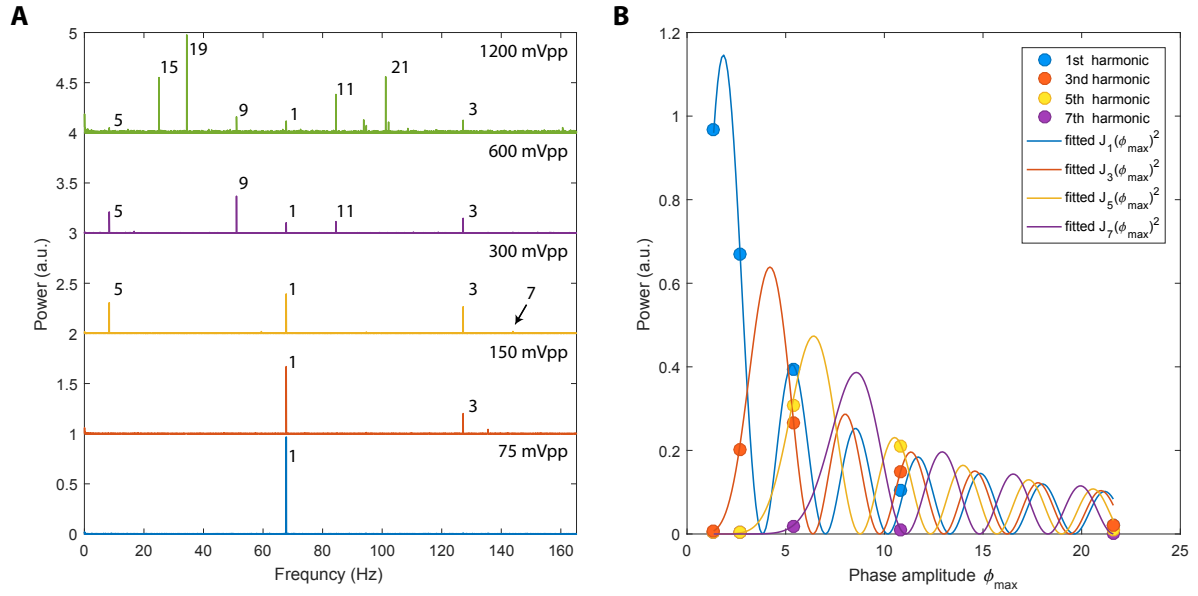 A
5
19
1200 mVpp
15
21
4.5
11
9
1
3
5
4
600 mVpp
9
3.5
5
1
11
3
3
300 mVpp
5
1
3
7
2.5
2
150 mVpp
1
1.5
3
1
75 mVpp
1
0.5
0
0 20 40 60 80 100 120 140 160
Frequncy (Hz)
Power (a.u.)
B
1.2
1
0.8
0.6
0.4
0.2
0
0 5 10 15 20 25
Phase amplitude ϕmax
Power (a.u.)
1st harmonic
3nd harmonic
5th harmonic
7th harmonic
fitted J1(ϕmax)2
fitted J3(ϕmax)2
fitted J5(ϕmax)2
fitted J7(ϕmax)2